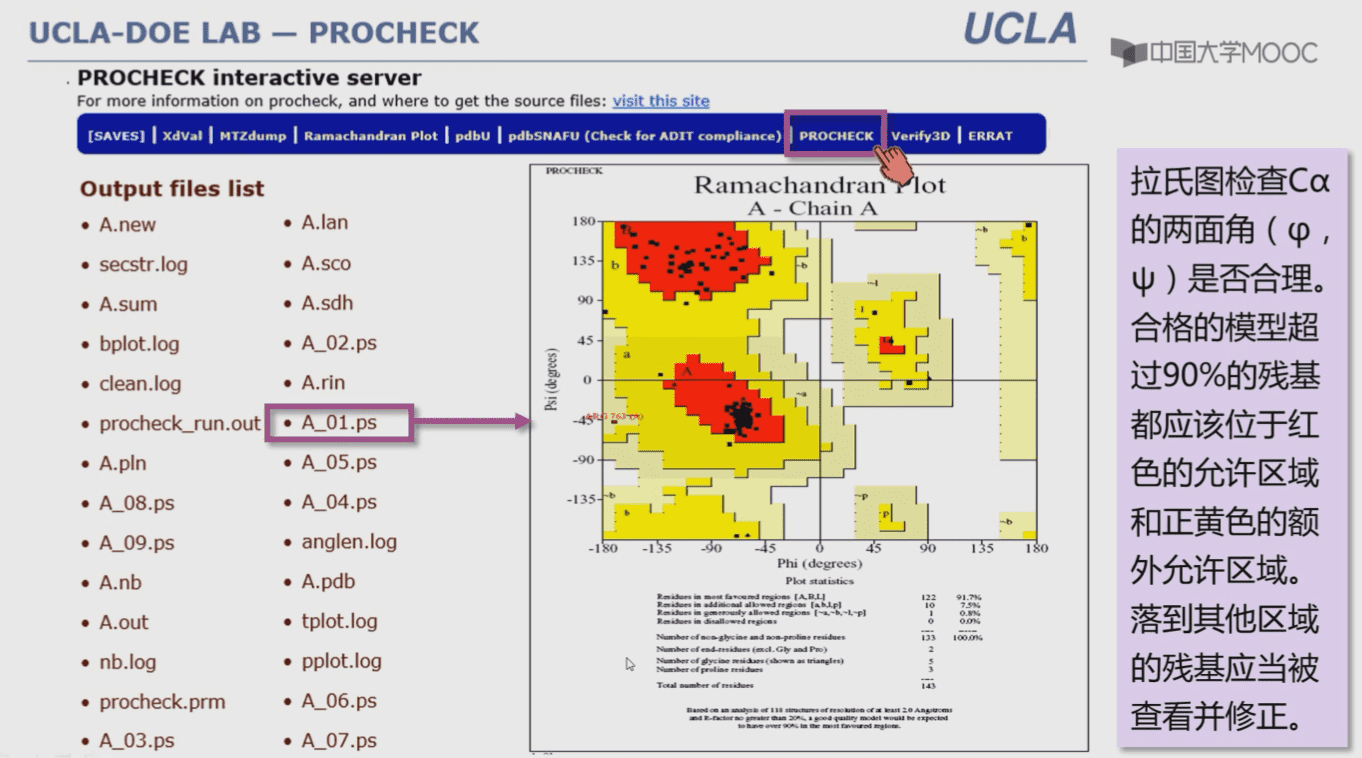 UCLA-DOE LAB — PROCHECK
UCLA
中国大学MOOC
PROCHECK interactive server
For more information on procheck, and where to get the source files: visit this site
[SAVES] | XdVal | MTZdump | Ramachandran Plot | pdbU | pdbSNAFU (Check for ADIT compliance) | PROCHECK | Verify3D | ERRAT
Output files list
• A.new
• secstr.log
• A.sum
• bplot.log
• clean.log
• procheck_run.out
• A.pln
• A_08.ps
• A_09.ps
• A.nb
• A.out
• nb.log
• procheck.prm
• A_03.ps
• A.lan
• A.sco
• A.sdh
• A_02.ps
• A.rin
• A_01.ps
• A_05.ps
• A_04.ps
• anglen.log
• A.pdb
• tplot.log
• pplot.log
• A_06.ps
• A_07.ps
PROCHECK
Ramachandran Plot
A - Chain A
180
135
90
45
0
-45
-90
-135
Psi (degrees)
B
b
~b
~b
b
~l
l
a
A
~a
~b
b
~p
p
~b
-180 -135 -90 -45 0 45 90 135 180
Phi (degrees)
Plot statistics
Residues in most favoured regions [A,B,L] 122 91.7%
Residues in additional allowed regions [a,b,l,p] 10 7.5%
Residues in generously allowed regions [~a,~b,~l,~p] 1 0.8%
Residues in disallowed regions 0 0.0%
Number of non-glycine and non-proline residues 133 100.0%
Number of end-residues (excl. Gly and Pro) 2
Number of glycine residues (shown as triangles) 5
Number of proline residues 3
Total number of residues 143
Based on an analysis of 118 structures of resolution of at least 2.0 Angstroms
and R-factor no greater than 20%, a good quality model would be expected
to have over 90% in the most favoured regions.
拉氏图检查Cα
的两面角（φ，
ψ）是否合理。
合格的模型超
过90%的残基
都应该位于红
色的允许区域
和正黄色的额
外允许区域。
落到其他区域
的残基应当被
查看并修正。